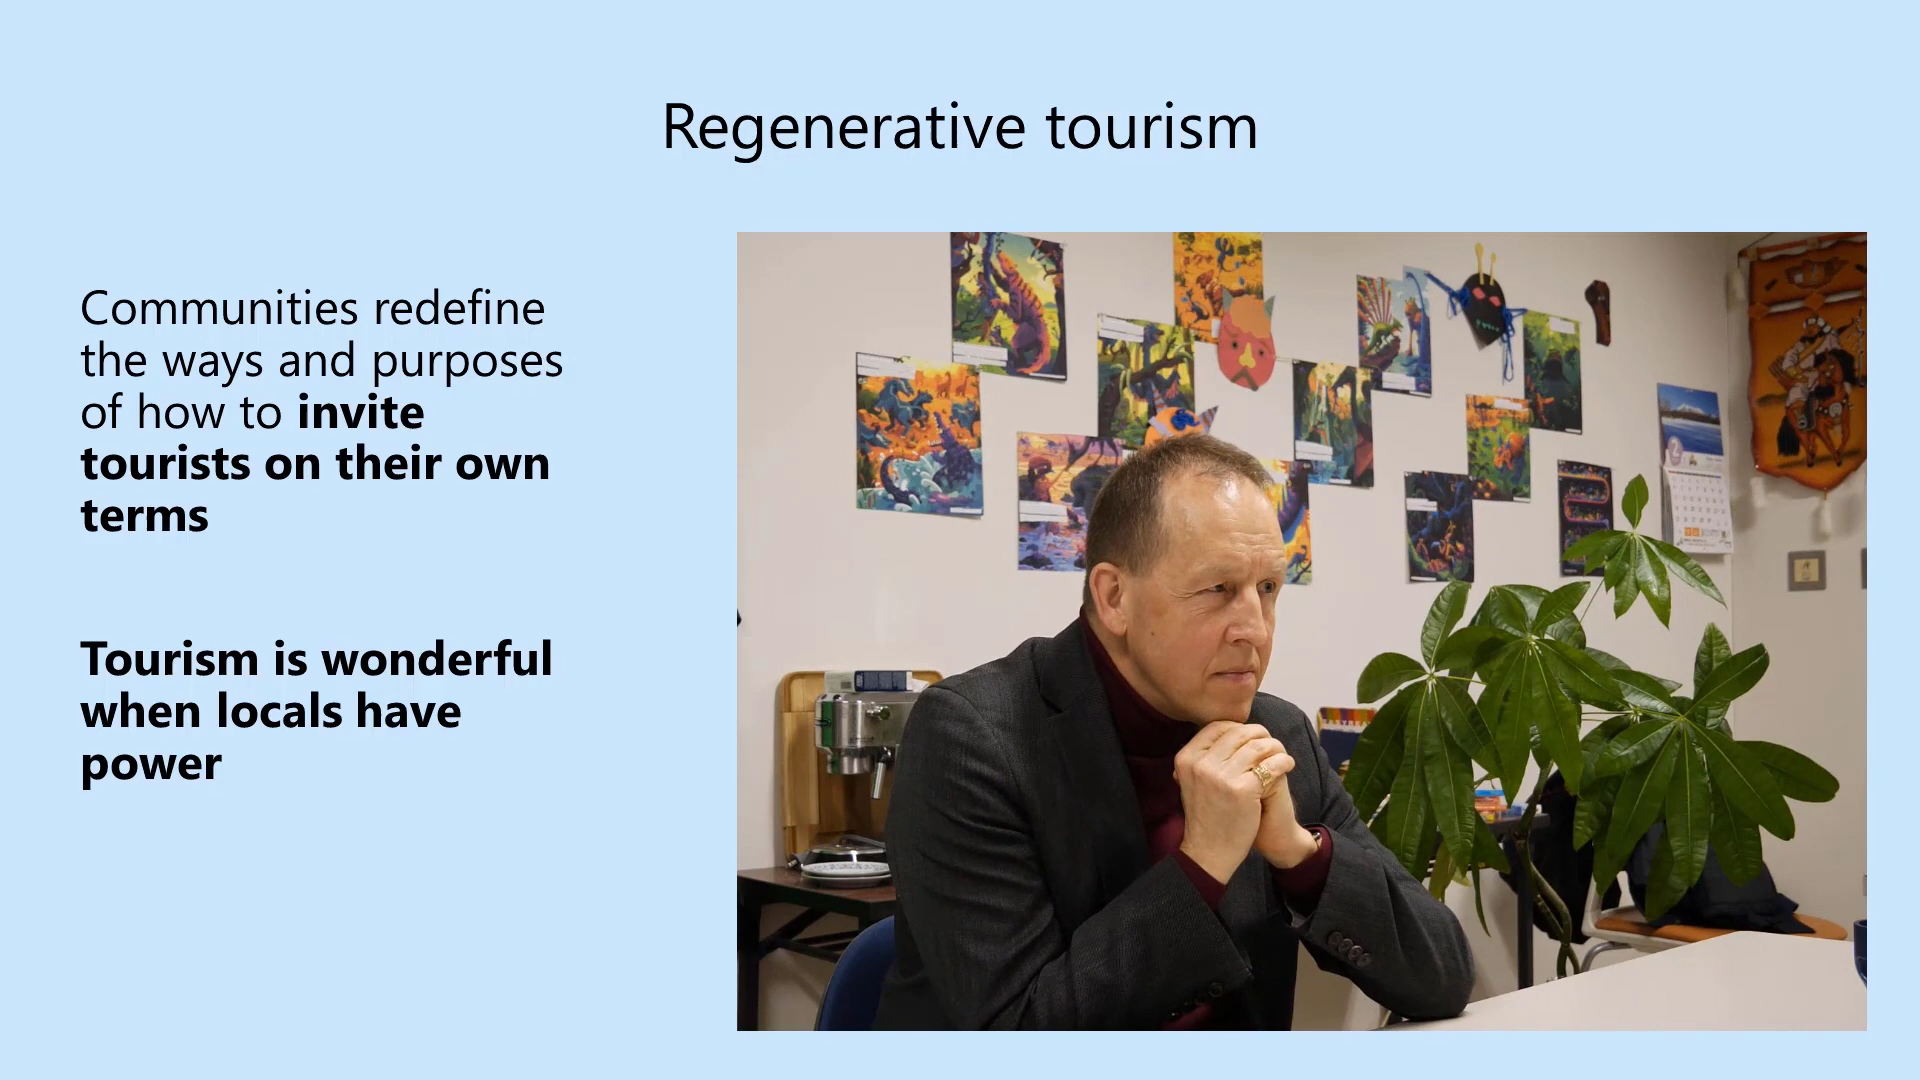 Regenerative tourism
Communities redefine
the ways and purposes
of how to invite
tourists on their own
terms
Tourism is wonderful
when locals have
power